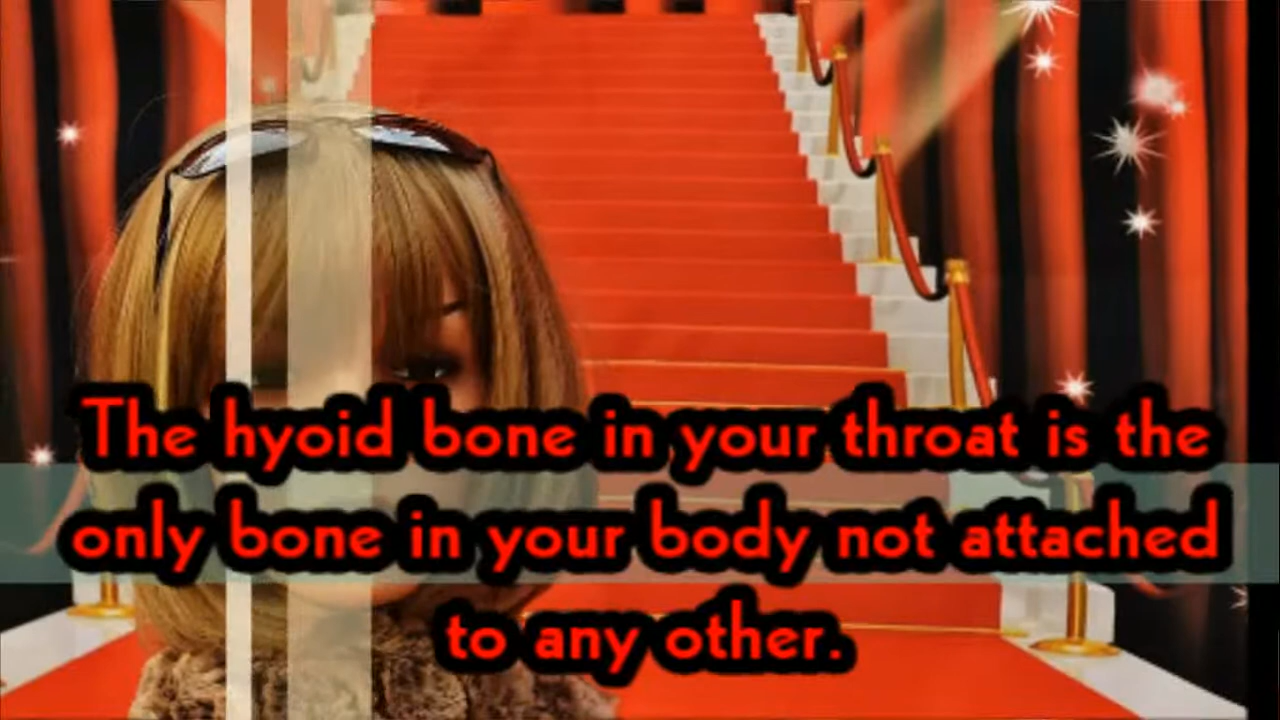 The hyoid bone in your throat is the
only bone in your body not attached
to any other.